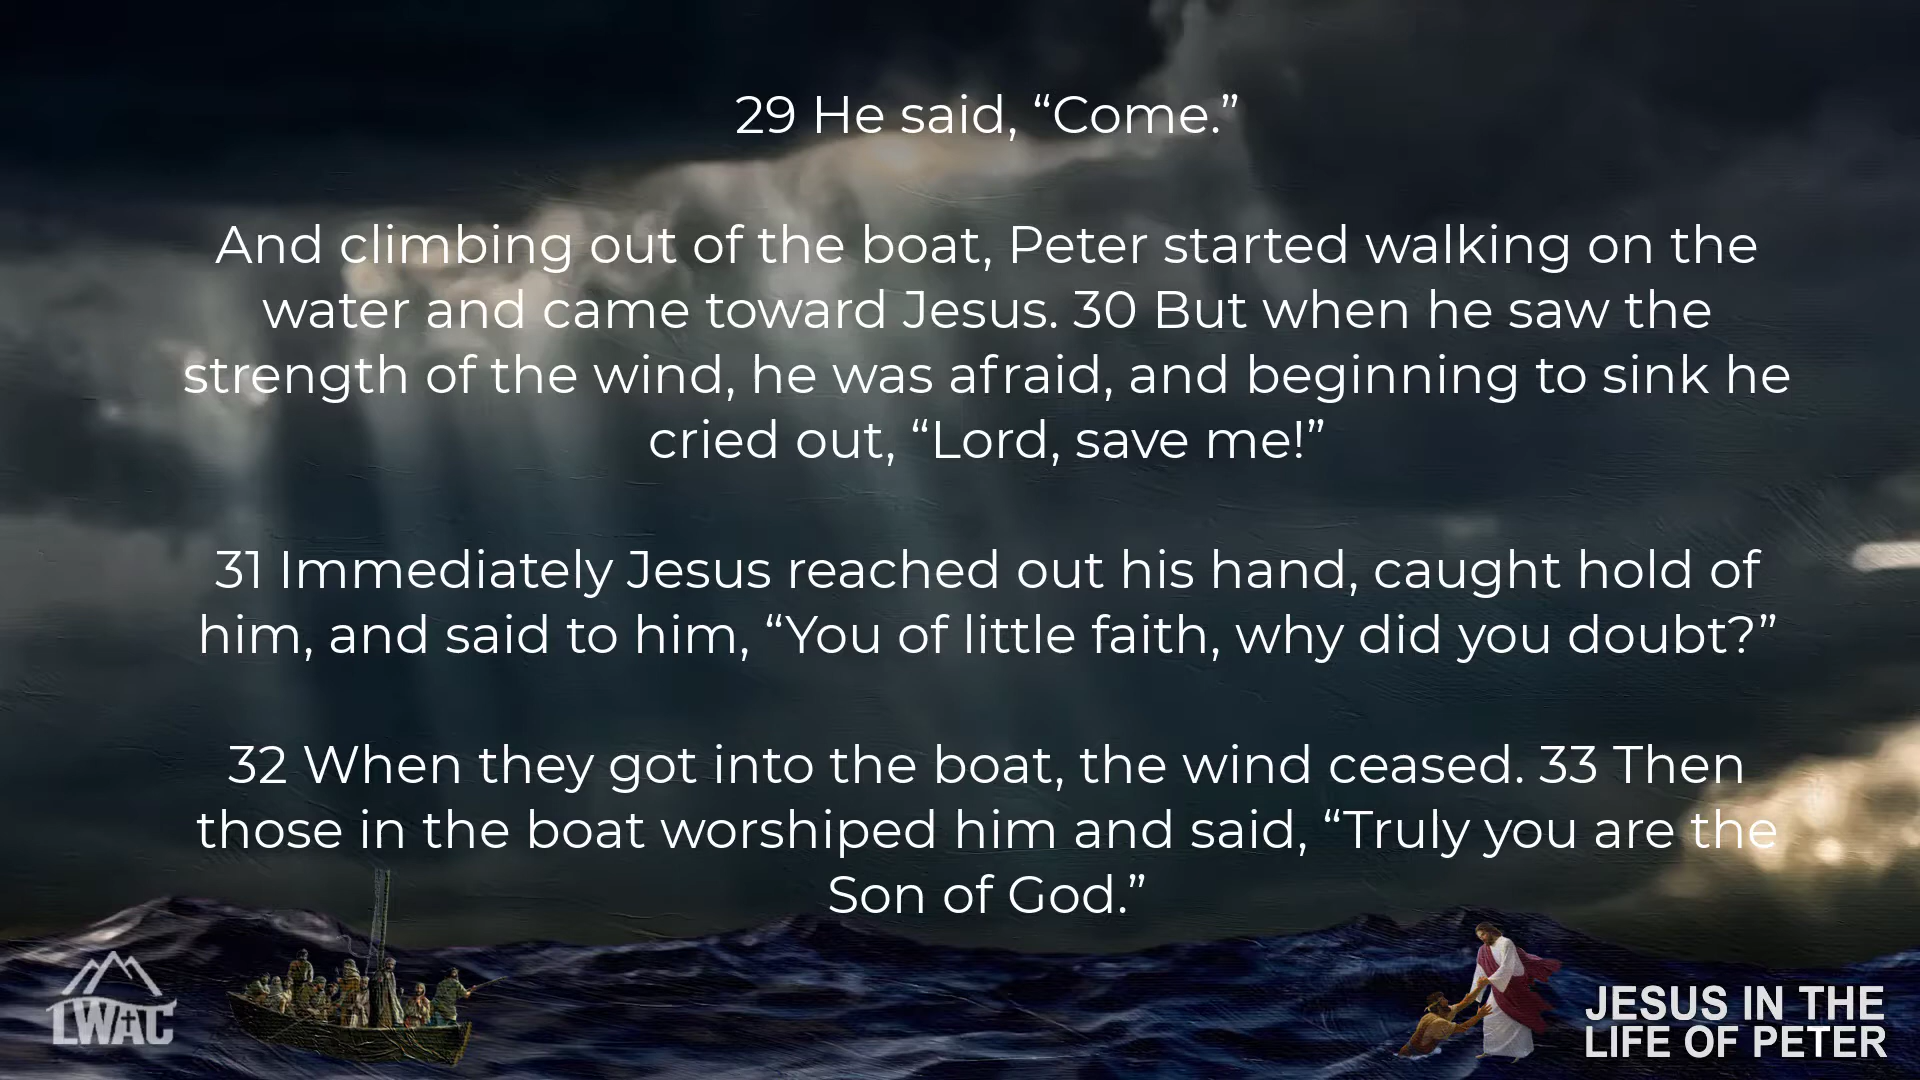 29 He said, “Come.”
And climbing out of the boat, Peter started walking on the
water and came toward Jesus. 30 But when he saw the
strength of the wind, he was afraid, and beginning to sink he
cried out, “Lord, save me!”
31 Immediately Jesus reached out his hand, caught hold of
him, and said to him, “You of little faith, why did you doubt?”
32 When they got into the boat, the wind ceased. 33 Then
those in the boat worshiped him and said, “Truly you are the
Son of God.”
LWAC
JESUS IN THE
LIFE OF PETER